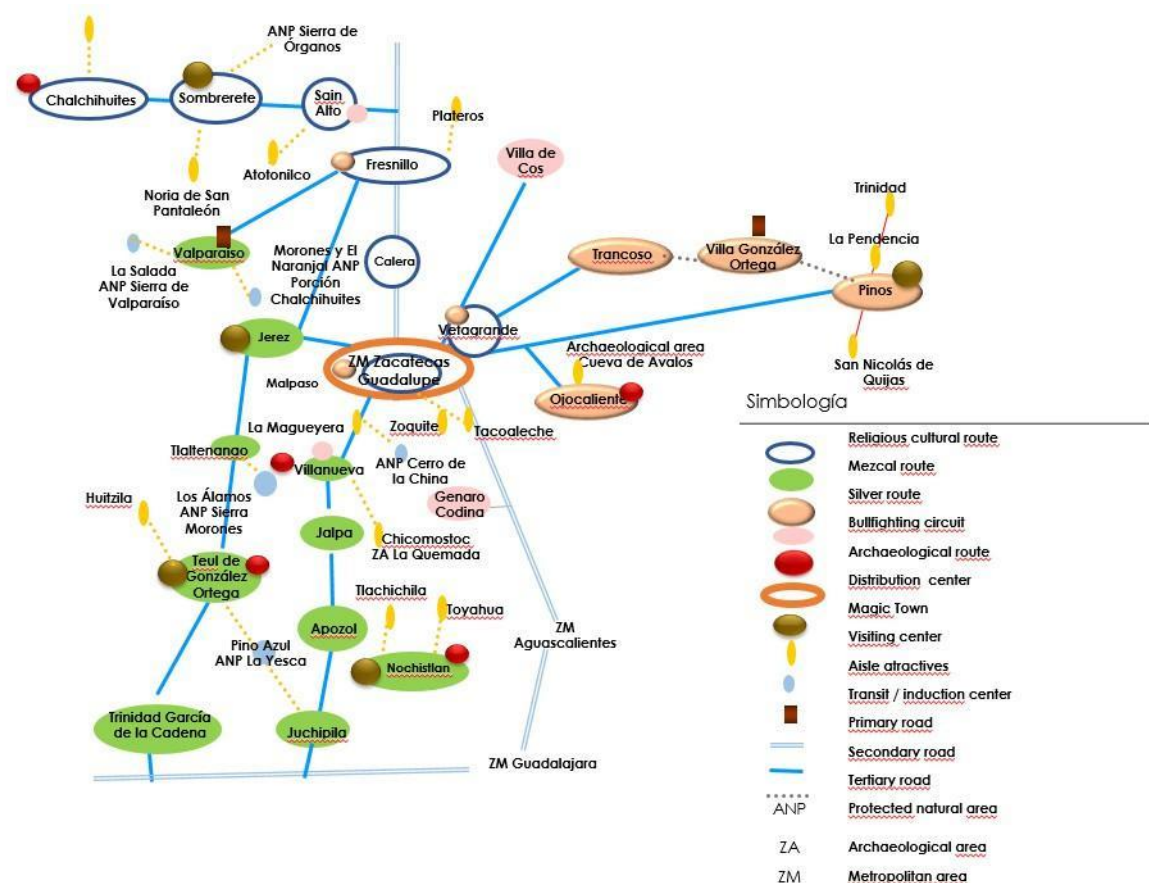 ANP Sierra de
Órganos
Chalchihuites
Sombrerete
Sain
Alto
Plateros
Atotonilco
Fresnillo
Villa de
Cos
Noria de San
Pantaleón
Trinidad
Valparaíso
Morones y El
Naranjal ANP
Porción
Chalchihuites
Calera
Trancoso
Villa González
Ortega
La Pendencia
La Salada
ANP Sierra de
Valparaíso
Pinos
Vetagrande
Jerez
ZM Zacatecas
Guadalupe
Archaeological area
Cueva de Avalos
San Nicolás de
Quijas
Malpaso
Ojocaliente
La Magueyera
Zoquite
Tacoaleche
Tlaltenango
Villanueva
ANP Cerro de
la China
Huitzila
Los Álamos
ANP Sierra
Morones
Genaro
Codina
Jalpa
Chicomostoc
ZA La Quemada
Teul de
González
Ortega
Tlachichila
Toyahua
Apozol
Pino Azul
ANP La Yesca
Nochistlan
ZM
Aguascalientes
Trinidad García
de la Cadena
Juchipila
ZM Guadalajara
Simbología
Religious cultural route
Mezcal route
Silver route
Bullfighting circuit
Archaeological route
Distribution center
Magic Town
Visiting center
Aisle atractives
Transit / induction center
Primary road
Secondary road
Tertiary road
ANP Protected natural area
ZA Archaeological area
ZM Metropolitan area